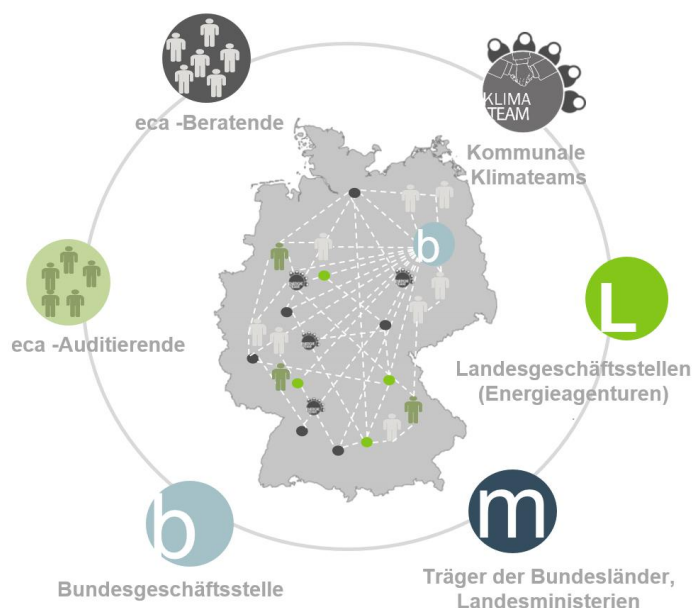 eca -Beratende
KLIMA
TEAM
Kommunale
Klimateams
b
eca -Auditierende
L
Landesgeschäftsstellen
(Energieagenturen)
b
Bundesgeschäftsstelle
m
Träger der Bundesländer,
Landesministerien